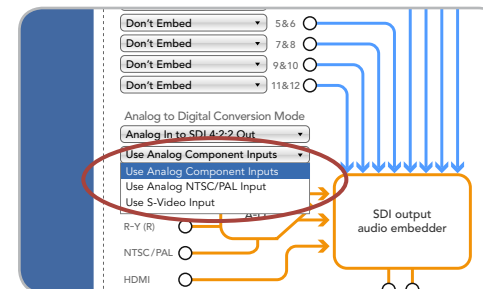 Don't Embed 5&6
Don't Embed 7&8
Don't Embed 9&10
Don't Embed 11&12
Analog to Digital Conversion Mode
Analog In to SDI 4:2:2 Out
Use Analog Component Inputs
Use Analog Component Inputs
Use Analog NTSC/PAL Input
Use S-Video Input
R-Y (R)
NTSC/PAL
HDMI
SDI output
audio embedder